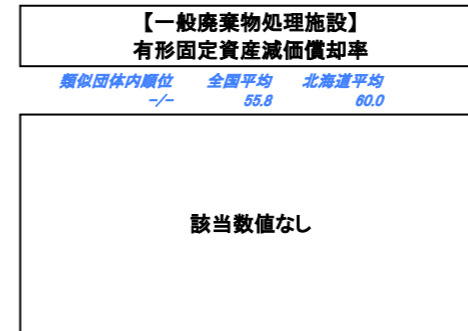 【一般廃棄物処理施設】
有形固定資産減価償却率
類似団体内順位 全国平均 北海道平均
-/- 55.8 60.0
該当数値なし